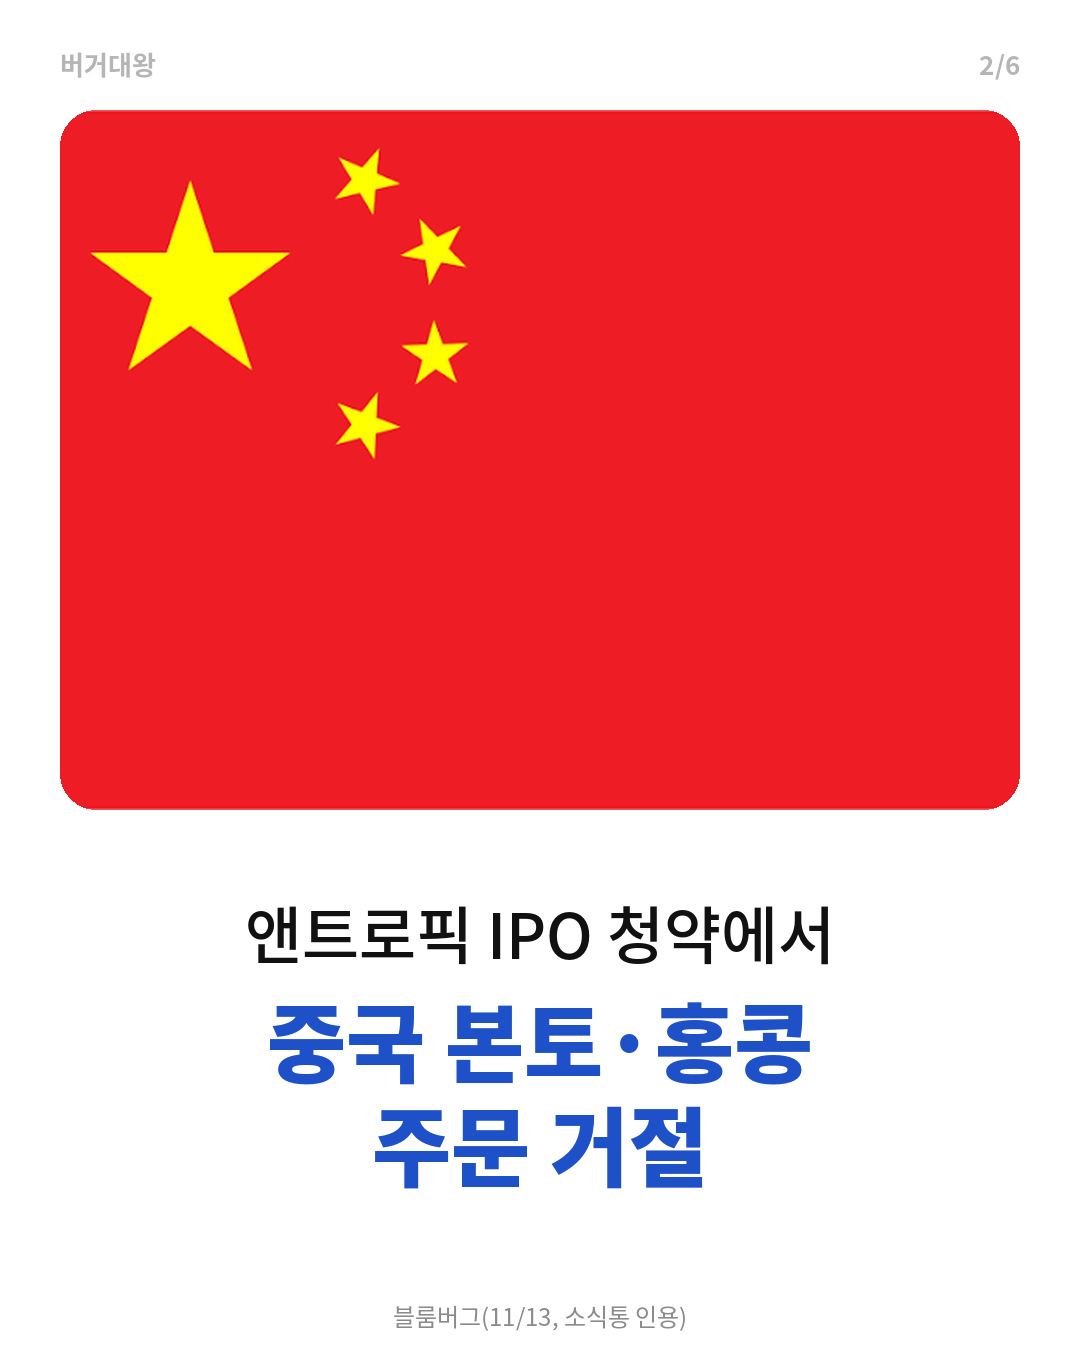 버거대왕
2/6
앤트로픽 IPO 청약에서
중국 본토·홍콩
주문 거절
블룸버그(11/13, 소식통 인용)